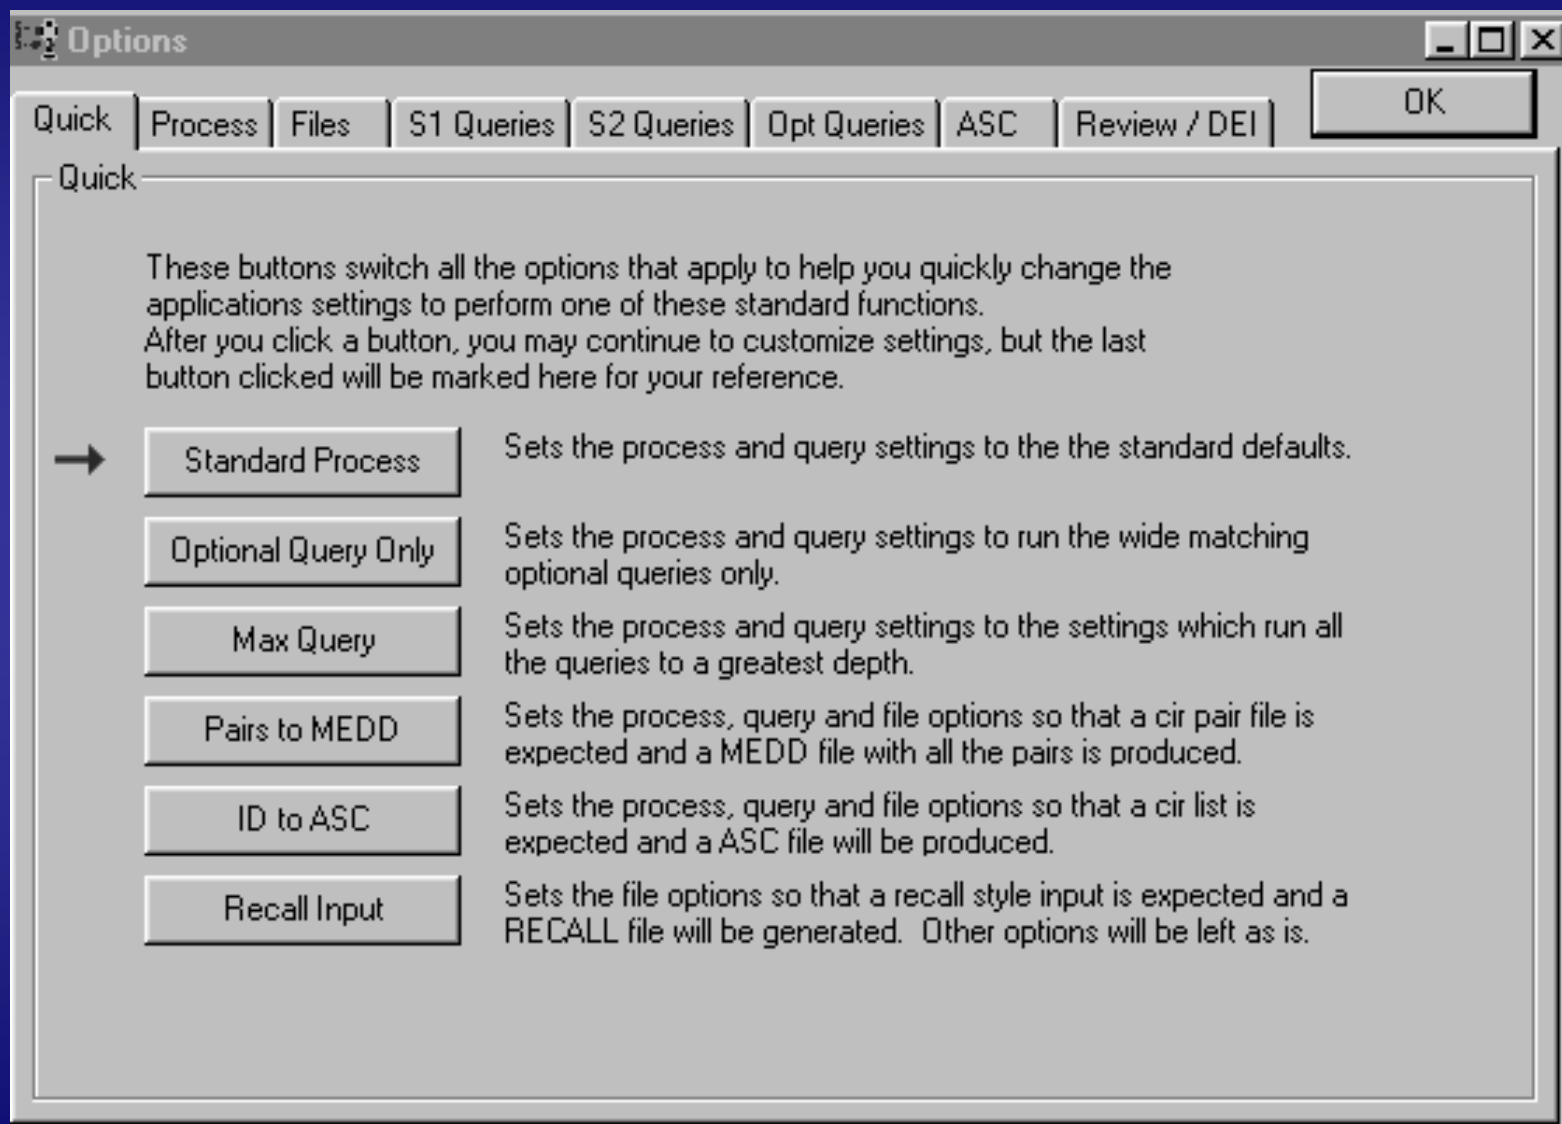 Options
OK
Quick
Process
Files
S1 Queries
S2 Queries
Opt Queries
ASC
Review / DEI
Quick
These buttons switch all the options that apply to help you quickly change the
applications settings to perform one of these standard functions.
After you click a button, you may continue to customize settings, but the last
button clicked will be marked here for your reference.
Standard Process
Sets the process and query settings to the the standard defaults.
Optional Query Only
Sets the process and query settings to run the wide matching
optional queries only.
Max Query
Sets the process and query settings to the settings which run all
the queries to a greatest depth.
Pairs to MEDD
Sets the process, query and file options so that a cir pair file is
expected and a MEDD file with all the pairs is produced.
ID to ASC
Sets the process, query and file options so that a cir list is
expected and a ASC file will be produced.
Recall Input
Sets the file options so that a recall style input is expected and a
RECALL file will be generated.  Other options will be left as is.